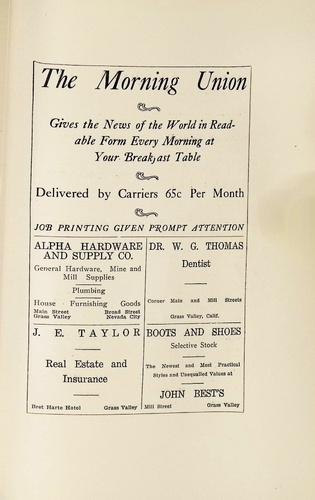 The Morning Union
Gives the News of the World in Read-
able Form Every Morning at
Your Breakfast Table
Delivered by Carriers 65c Per Month
JOB PRINTING GIVEN PROMPT ATTENTION
ALPHA HARDWARE
AND SUPPLY CO.
General Hardware, Mine and
Mill Supplies
Plumbing
House Furnishing Goods
Main Street Broad Street
Grass Valley Nevada City
DR. W. G. THOMAS
Dentist
Corner Main and Mill Streets
Grass Valley, Calif.
J. E. TAYLOR
Real Estate and
Insurance
Bret Harte Hotel Grass Valley
BOOTS AND SHOES
Selective Stock
The Newest and Most Practical
Styles and Unequalled Values at
JOHN BEST'S
Mill Street Grass Valley